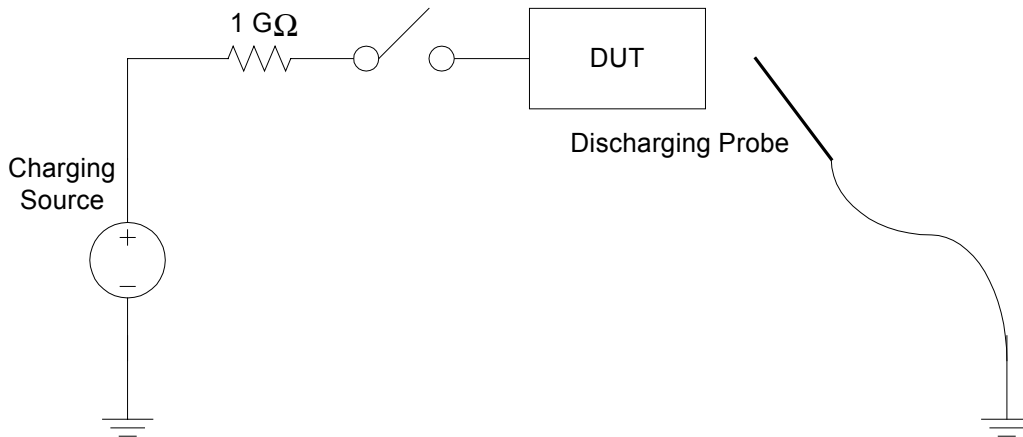 1 GΩ
DUT
Discharging Probe
Charging
Source
+
−